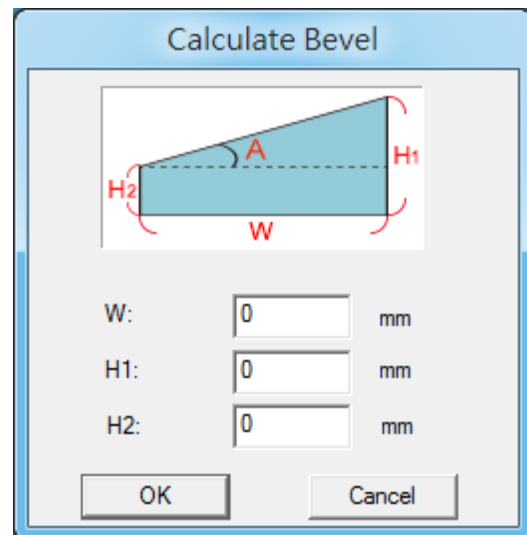 Calculate Bevel
A
H1
H2
W
W: 0 mm
H1: 0 mm
H2: 0 mm
OK Cancel